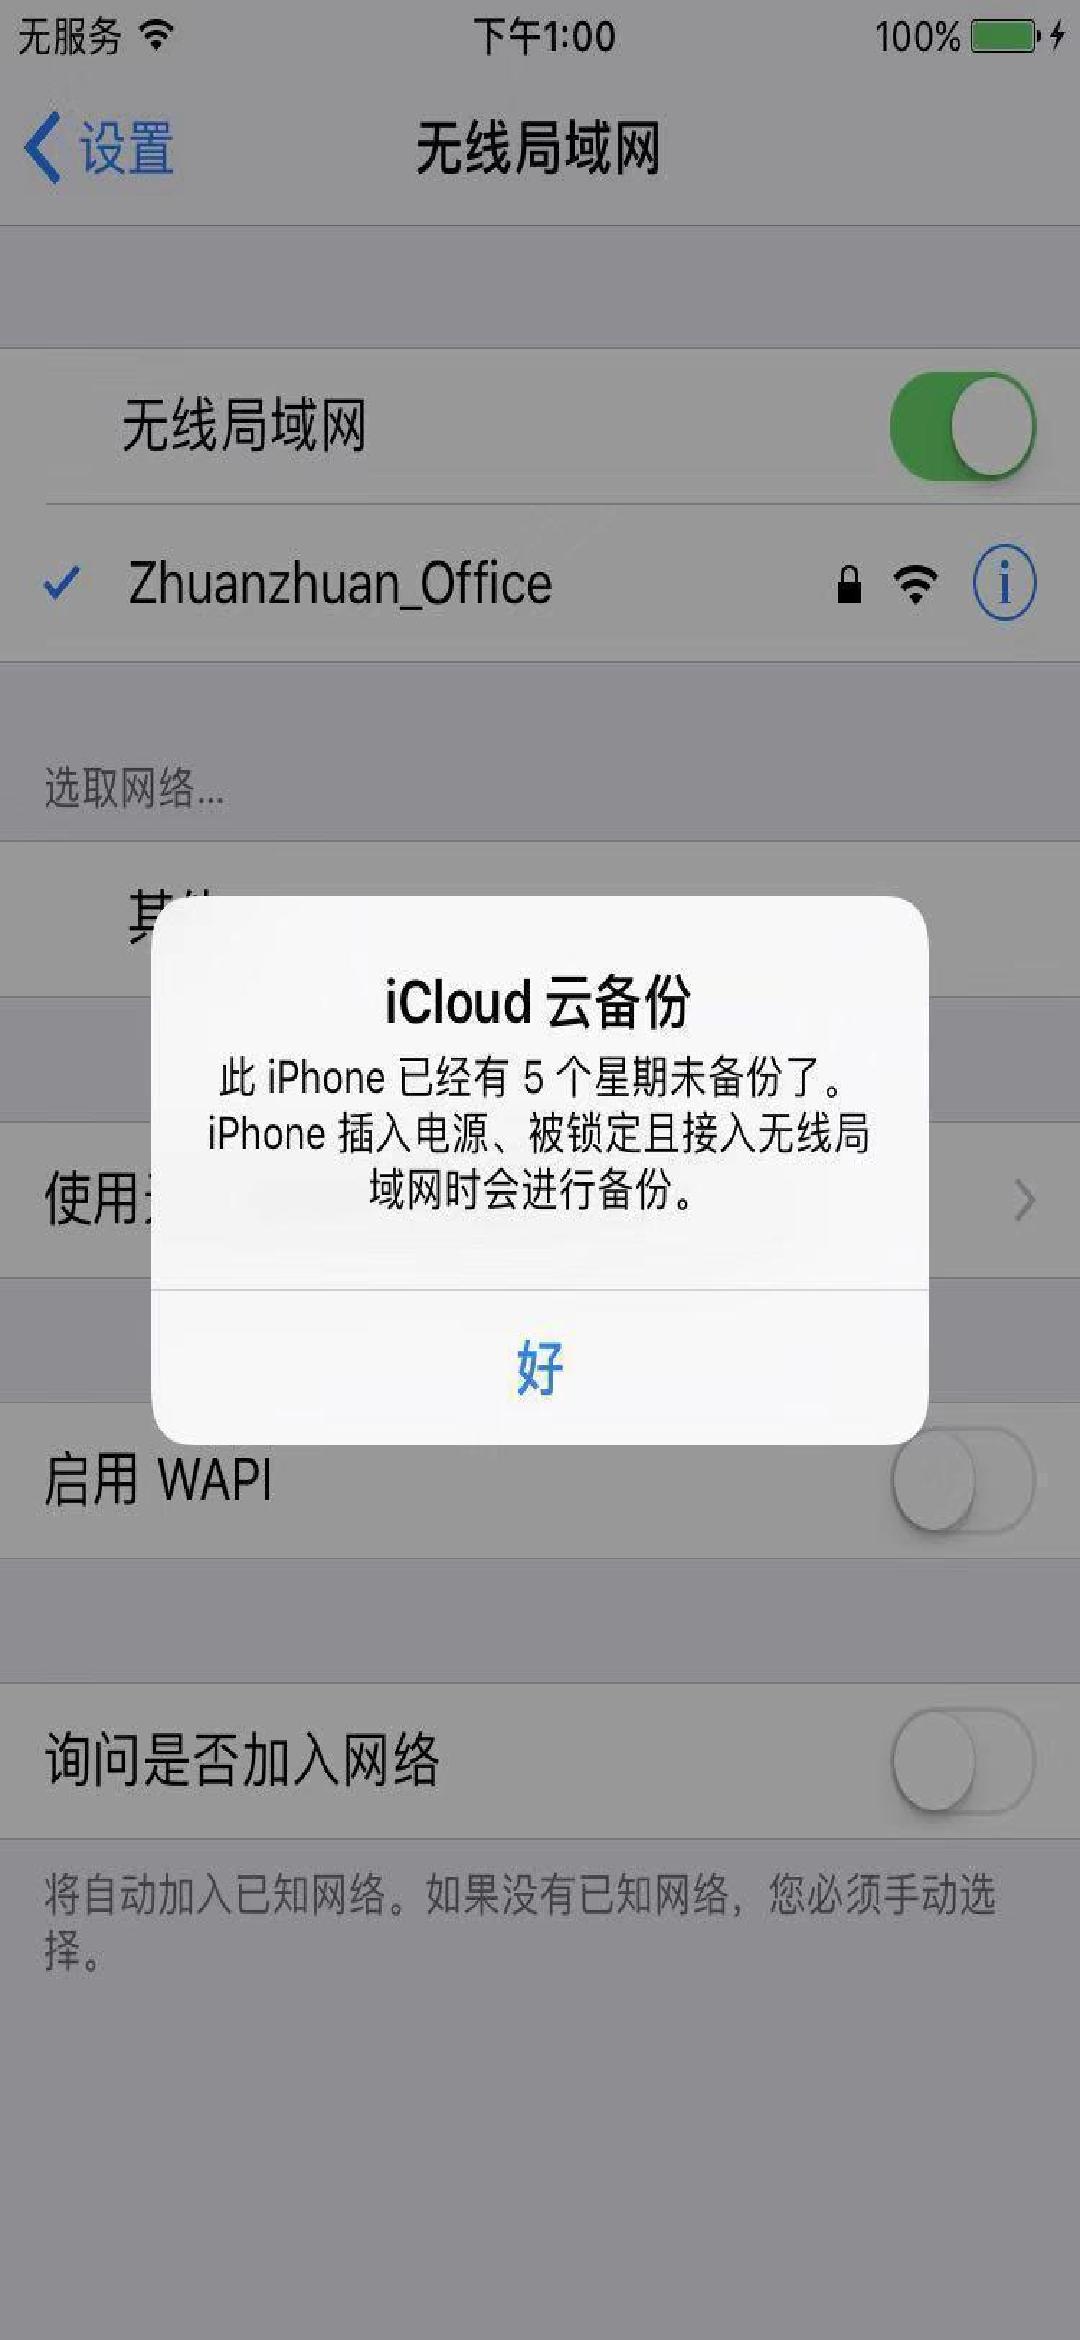 无服务
下午1:00
100%
设置
无线局域网
无线局域网
Zhuanzhuan_Office
选取网络...
iCloud 云备份
此 iPhone 已经有 5 个星期未备份了。
iPhone 插入电源、被锁定且接入无线局
域网时会进行备份。
使用
好
启用 WAPI
询问是否加入网络
将自动加入已知网络。如果没有已知网络，您必须手动选
择。